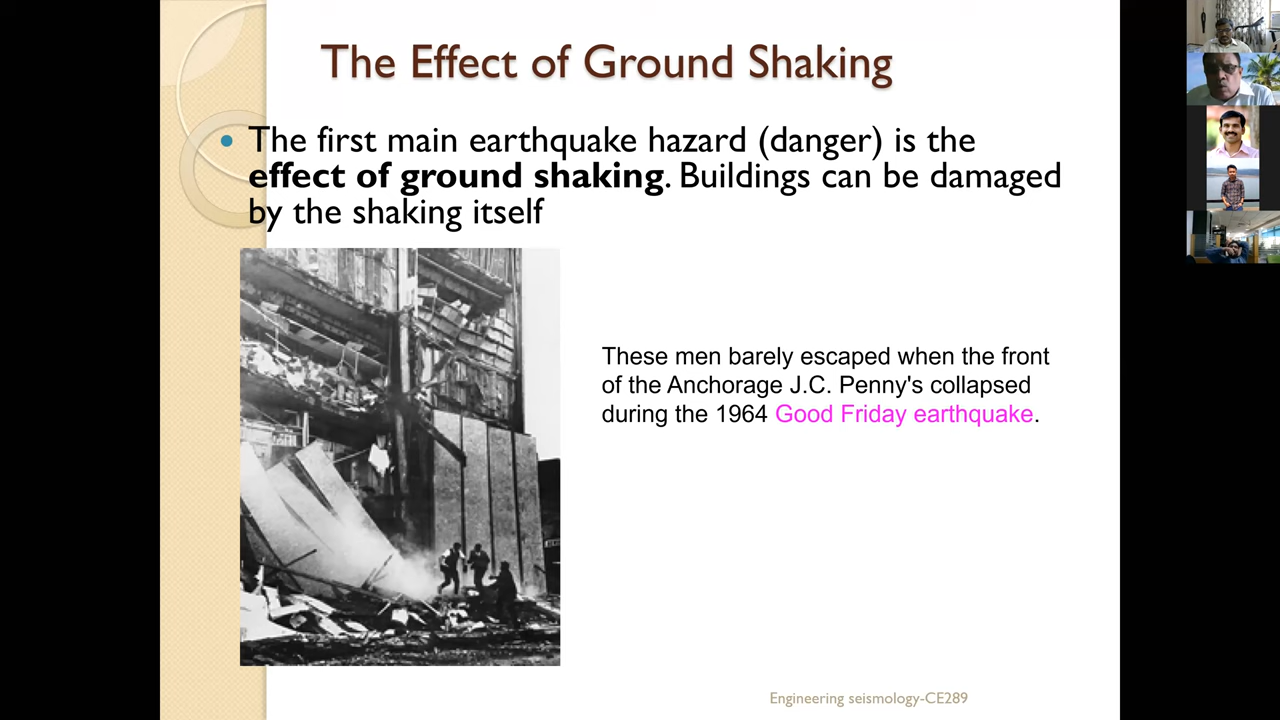 The Effect of Ground Shaking
The first main earthquake hazard (danger) is the
effect of ground shaking. Buildings can be damaged
by the shaking itself
These men barely escaped when the front
of the Anchorage J.C. Penny's collapsed
during the 1964 Good Friday earthquake.
Engineering seismology-CE289